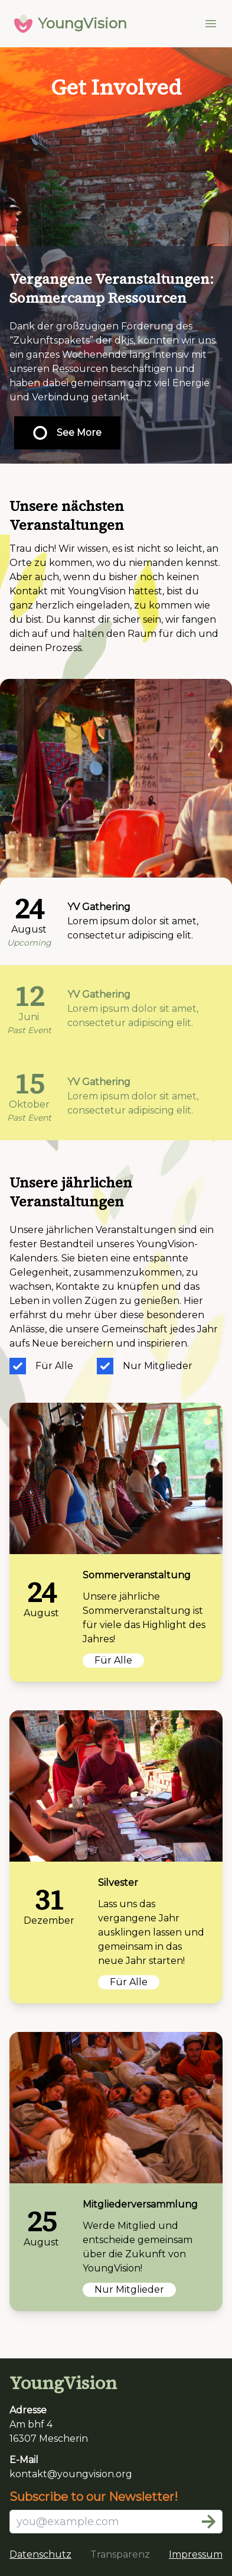 YoungVision
Get Involved
Vergangene Veranstaltungen:
Sommercamp Ressourcen
Dank der großzügigen Förderung des
“Zukunftspakets” der dkjs, konnten wir uns
ein ganzes Wochenende lang intensiv mit
unseren Ressourcen beschäftigen und
haben dabei gemeinsam ganz viel Energie
und Verbindung getankt.
See More
Unsere nächsten
Veranstaltungen
Trau dich! Wir wissen, es ist nicht so leicht, an
Orte zu kommen, wo du niemanden kennst.
Aber auch, wenn du bisher noch keinen
Kontakt mit YoungVision hattest, bist du
ganz herzlich eingeladen, zu kommen wie
du bist. Du kannst dir sicher sein, wir fangen
dich auf und halten den Raum für dich und
deinen Prozess.
24
August
Upcoming
YV Gathering
Lorem ipsum dolor sit amet,
consectetur adipiscing elit.
12
Juni
Past Event
YV Gathering
Lorem ipsum dolor sit amet,
consectetur adipiscing elit.
15
Oktober
Past Event
YV Gathering
Lorem ipsum dolor sit amet,
consectetur adipiscing elit.
Unsere jährlichen
Veranstaltungen
Unsere jährlichen Veranstaltungen sind ein
fester Bestandteil unseres YoungVision-
Kalenders. Sie bieten eine entspannte
Gelegenheit, zusammenzukommen, zu
wachsen, Kontakte zu knüpfen und das
Leben in vollen Zügen zu genießen. Hier
erfährst du mehr über diese besonderen
Anlässe, die unsere Gemeinschaft jedes Jahr
aufs Neue bereichern und inspirieren.
Für Alle
Nur Mitglieder
24
August
Sommerveranstaltung
Unsere jährliche
Sommerveranstaltung ist
für viele das Highlight des
Jahres!
Für Alle
31
Dezember
Silvester
Lass uns das
vergangene Jahr
ausklingen lassen und
gemeinsam in das
neue Jahr starten!
Für Alle
25
August
Mitgliederversammlung
Werde Mitglied und
entscheide gemeinsam
über die Zukunft von
YoungVision!
Nur Mitglieder
YoungVision
Adresse
Am bhf 4
16307 Mescherin
E-Mail
kontakt@youngvision.org
Subscribe to our Newsletter!
you@example.com
Datenschutz
Transparenz
Impressum